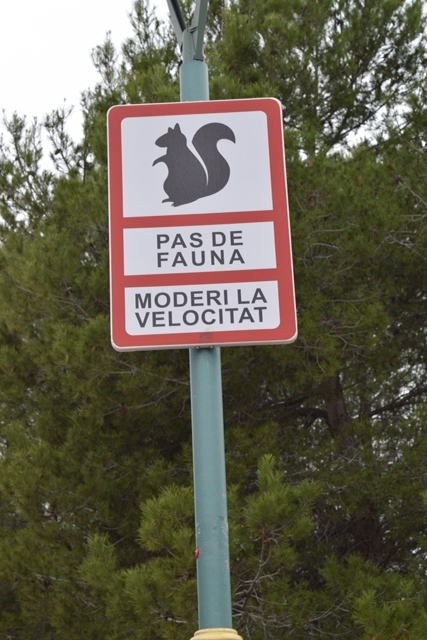 PAS DE
FAUNA
MODERI LA
VELOCITAT